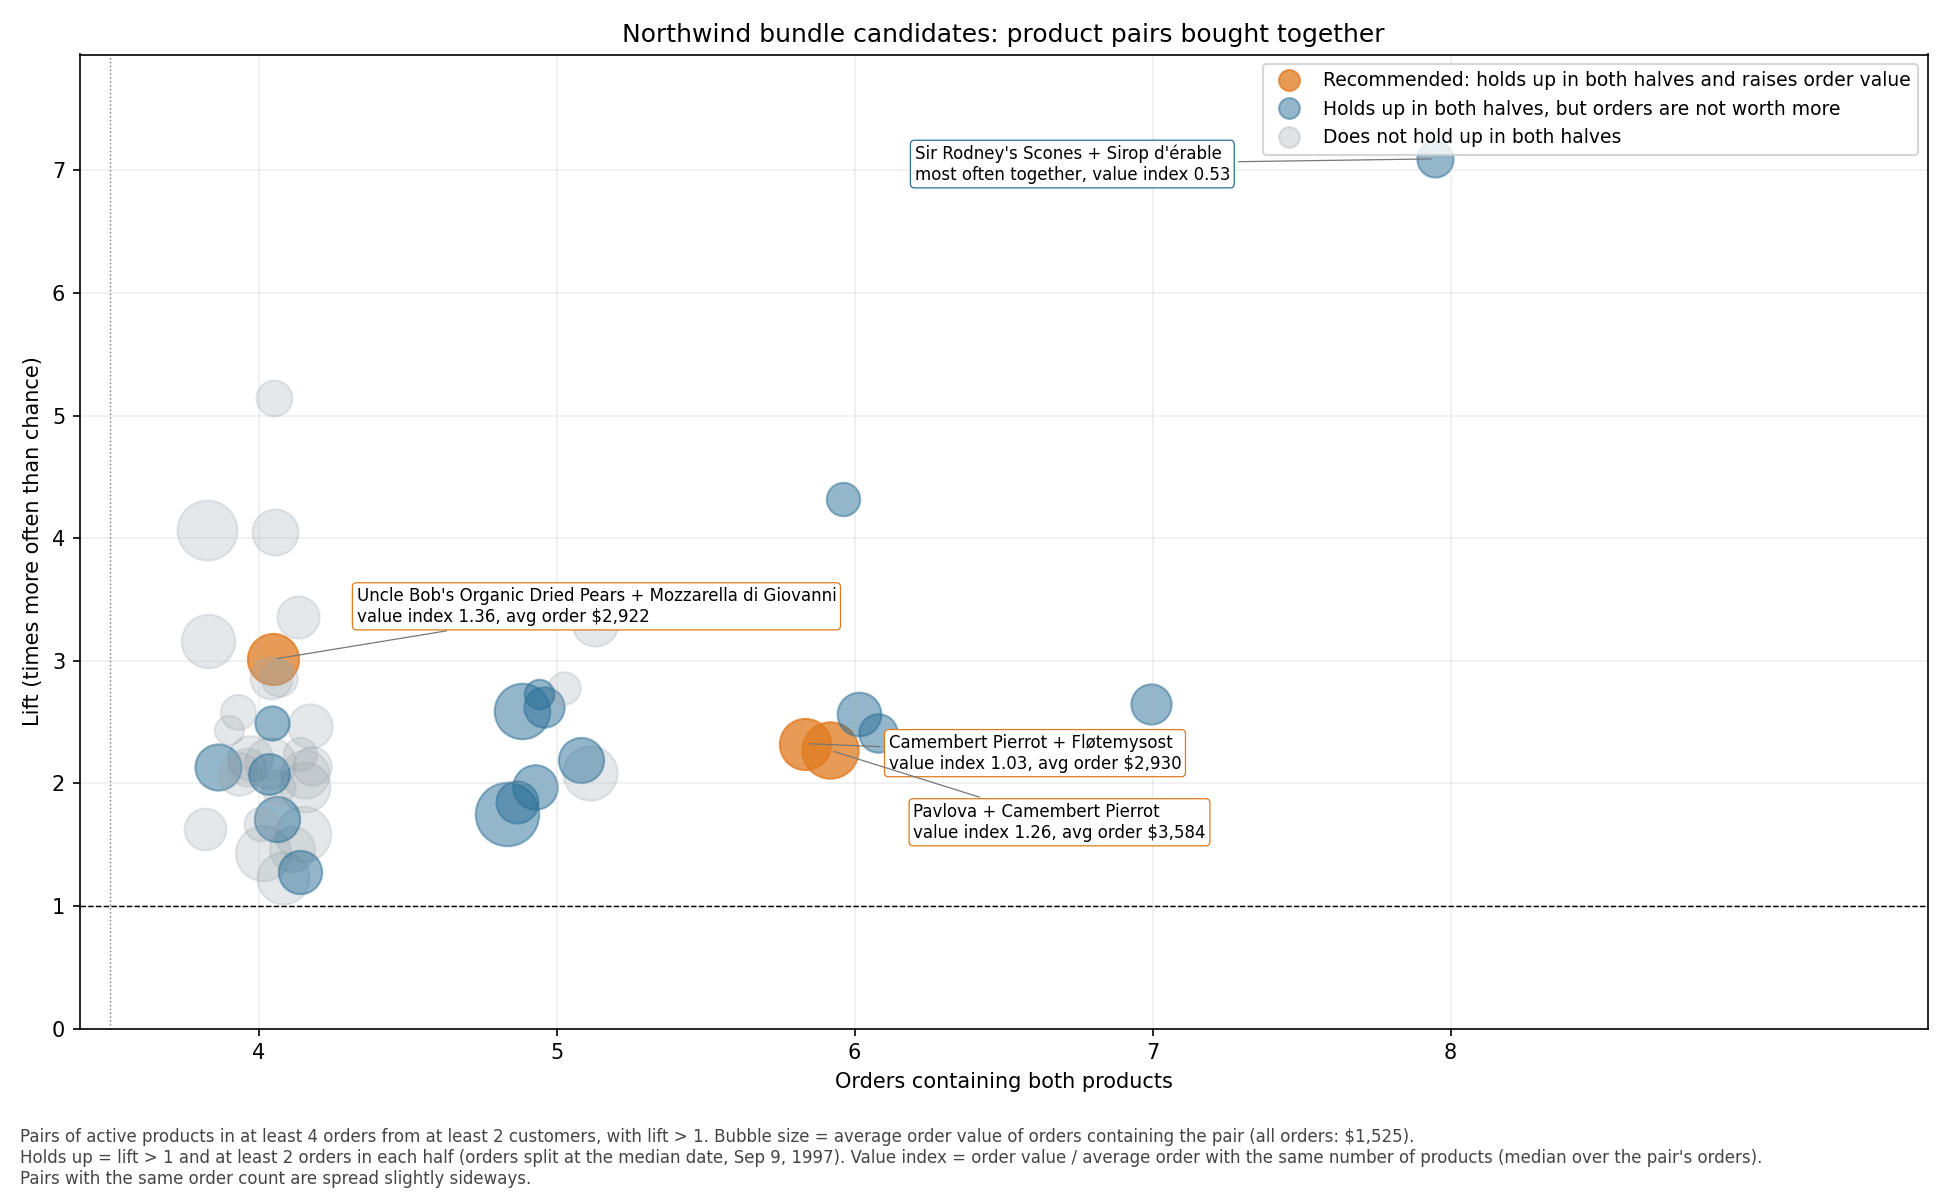 Northwind bundle candidates: product pairs bought together
Recommended: holds up in both halves and raises order value
Holds up in both halves, but orders are not worth more
Does not hold up in both halves
Sir Rodney's Scones + Sirop d'érable
most often together, value index 0.53
Uncle Bob's Organic Dried Pears + Mozzarella di Giovanni
value index 1.36, avg order $2,922
Camembert Pierrot + Fløtemysost
value index 1.03, avg order $2,930
Pavlova + Camembert Pierrot
value index 1.26, avg order $3,584
Lift (times more often than chance)
7
6
5
4
3
2
1
0
4
5
6
7
8
Orders containing both products
Pairs of active products in at least 4 orders from at least 2 customers, with lift > 1. Bubble size = average order value of orders containing the pair (all orders: $1,525).
Holds up = lift > 1 and at least 2 orders in each half (orders split at the median date, Sep 9, 1997). Value index = order value / average order with the same number of products (median over the pair's orders).
Pairs with the same order count are spread slightly sideways.